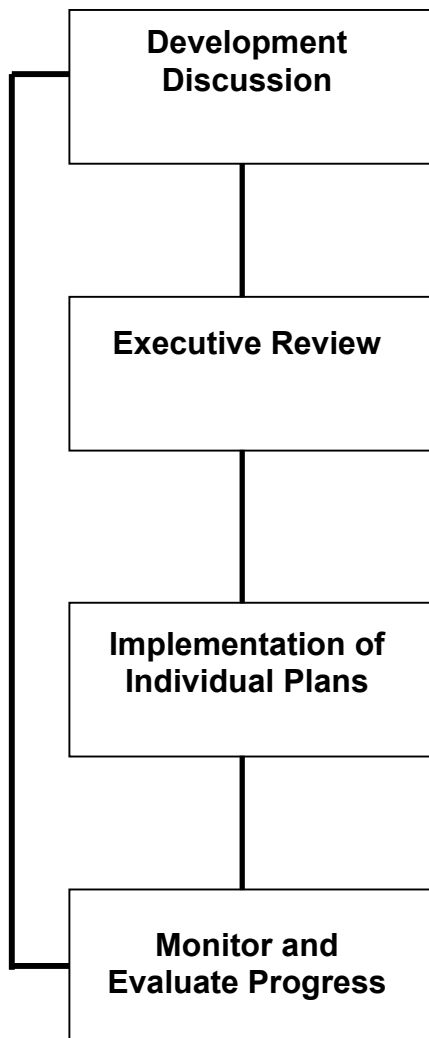 Development
Discussion
Executive Review
Implementation of
Individual Plans
Monitor and
Evaluate Progress